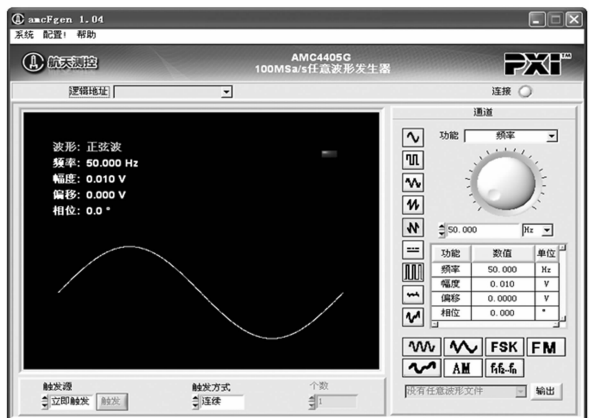 amcFgen 1.04
系统 配置! 帮助
航天测控
AMC4405G
100MSa/s任意波形发生器
PXI™
逻辑地址
连接
波形: 正弦波
频率: 50.000 Hz
幅度: 0.010 V
偏移: 0.000 V
相位: 0.0 °
通道
功能 频率
50.000 Hz
功能 数值 单位
频率 50.000 Hz
幅度 0.010 V
偏移 0.0000 V
相位 0.000 °
FSK FM
AM f₁f₂..fₙ
没有任意波形文件 输出
触发源
立即触发 触发
触发方式
连续
个数
1